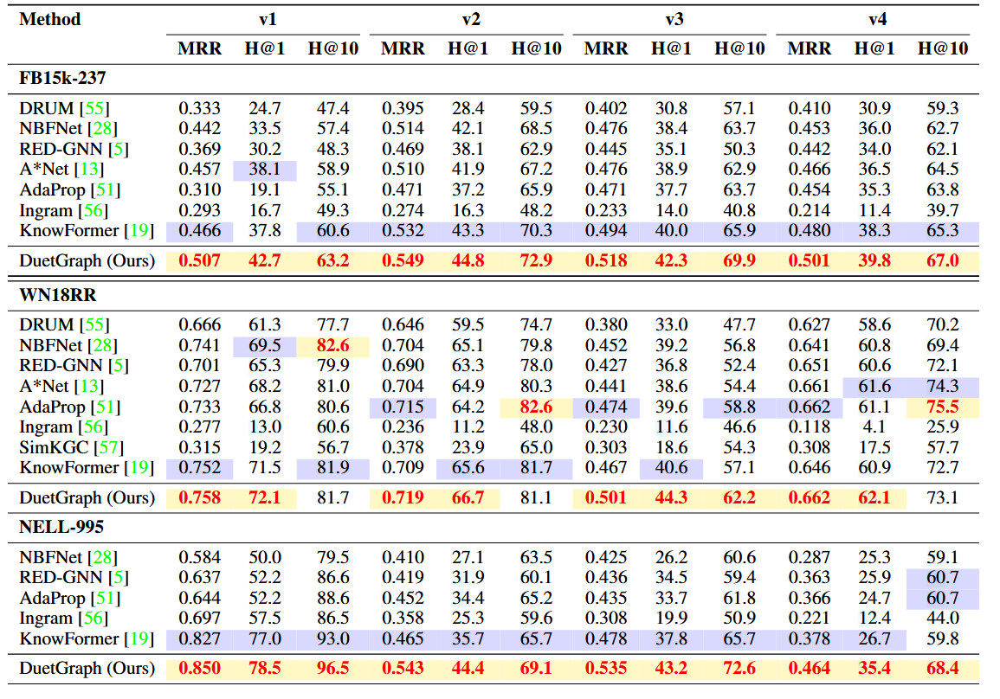 Method v1 v2 v3 v4
MRR H@1 H@10 MRR H@1 H@10 MRR H@1 H@10 MRR H@1 H@10
FB15k-237
DRUM [55] 0.333 24.7 47.4 0.395 28.4 59.5 0.402 30.8 57.1 0.410 30.9 59.3
NBFNet [28] 0.442 33.5 57.4 0.514 42.1 68.5 0.476 38.4 63.7 0.453 36.0 62.7
RED-GNN [5] 0.369 30.2 48.3 0.469 38.1 62.9 0.445 35.1 50.3 0.442 34.0 62.1
A*Net [13] 0.457 38.1 58.9 0.510 41.9 67.2 0.476 38.9 62.9 0.466 36.5 64.5
AdaProp [51] 0.310 19.1 55.1 0.471 37.2 65.9 0.471 37.7 63.7 0.454 35.3 63.8
Ingram [56] 0.293 16.7 49.3 0.274 16.3 48.2 0.233 14.0 40.8 0.214 11.4 39.7
KnowFormer [19] 0.466 37.8 60.6 0.532 43.3 70.3 0.494 40.0 65.9 0.480 38.3 65.3
DuetGraph (Ours) 0.507 42.7 63.2 0.549 44.8 72.9 0.518 42.3 69.9 0.501 39.8 67.0
WN18RR
DRUM [55] 0.666 61.3 77.7 0.646 59.5 74.7 0.380 33.0 47.7 0.627 58.6 70.2
NBFNet [28] 0.741 69.5 82.6 0.704 65.1 79.8 0.452 39.2 56.8 0.641 60.8 69.4
RED-GNN [5] 0.701 65.3 79.9 0.690 63.3 78.0 0.427 36.8 52.4 0.651 60.6 72.1
A*Net [13] 0.727 68.2 81.0 0.704 64.9 80.3 0.441 38.6 54.4 0.661 61.6 74.3
AdaProp [51] 0.733 66.8 80.6 0.715 64.2 82.6 0.474 39.6 58.8 0.662 61.1 75.5
Ingram [56] 0.277 13.0 60.6 0.236 11.2 48.0 0.230 11.6 46.6 0.118 4.1 25.9
SimKGC [57] 0.315 19.2 56.7 0.378 23.9 65.0 0.303 18.6 54.3 0.308 17.5 57.7
KnowFormer [19] 0.752 71.5 81.9 0.709 65.6 81.7 0.467 40.6 57.1 0.646 60.9 72.7
DuetGraph (Ours) 0.758 72.1 81.7 0.719 66.7 81.1 0.501 44.3 62.2 0.662 62.1 73.1
NELL-995
NBFNet [28] 0.584 50.0 79.5 0.410 27.1 63.5 0.425 26.2 60.6 0.287 25.3 59.1
RED-GNN [5] 0.637 52.2 86.6 0.419 31.9 60.1 0.436 34.5 59.4 0.363 25.9 60.7
AdaProp [51] 0.644 52.2 88.6 0.452 34.4 65.2 0.435 33.7 61.8 0.366 24.7 60.7
Ingram [56] 0.697 57.5 86.5 0.358 25.3 59.6 0.308 19.9 50.9 0.221 12.4 44.0
KnowFormer [19] 0.827 77.0 93.0 0.465 35.7 65.7 0.478 37.8 65.7 0.378 26.7 59.8
DuetGraph (Ours) 0.850 78.5 96.5 0.543 44.4 69.1 0.535 43.2 72.6 0.464 35.4 68.4